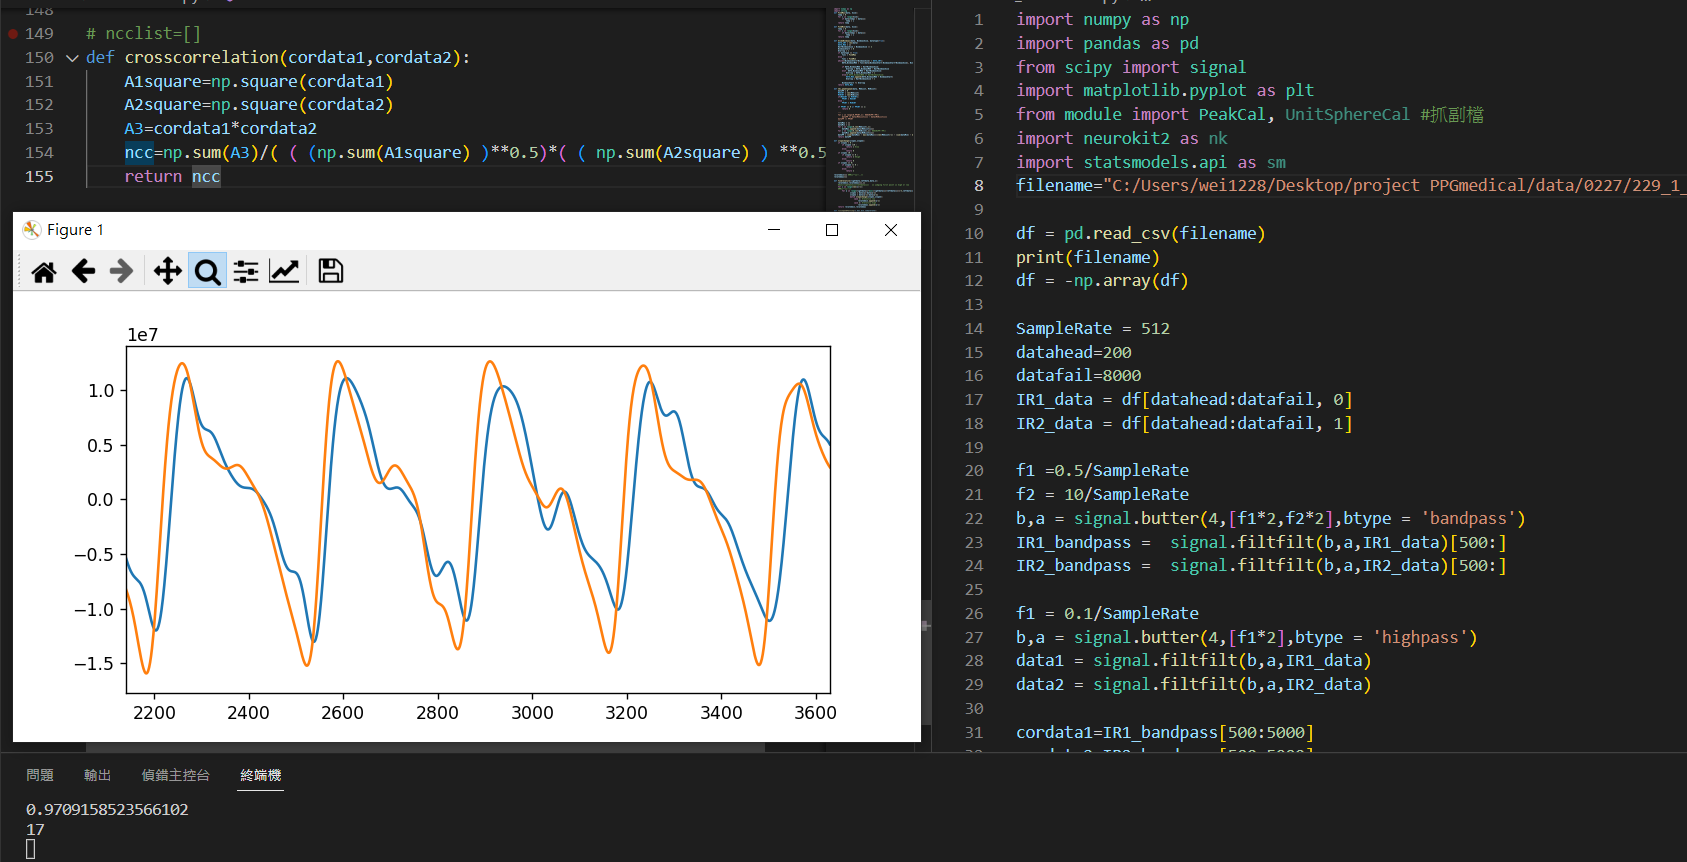 148
149 # ncclist=[]
150 def crosscorrelation(cordata1,cordata2):
151 A1square=np.square(cordata1)
152 A2square=np.square(cordata2)
153 A3=cordata1*cordata2
154 ncc=np.sum(A3)/( ( (np.sum(A1square) )**0.5)*( ( np.sum(A2square) ) **0.5
155 return ncc
Figure 1
1e7
1.0
0.5
0.0
−0.5
−1.0
−1.5
2200 2400 2600 2800 3000 3200 3400 3600
1 import numpy as np
2 import pandas as pd
3 from scipy import signal
4 import matplotlib.pyplot as plt
5 from module import PeakCal, UnitSphereCal #抓副檔
6 import neurokit2 as nk
7 import statsmodels.api as sm
8 filename="C:/Users/wei1228/Desktop/project PPGmedical/data/0227/229_1_
9
10 df = pd.read_csv(filename)
11 print(filename)
12 df = -np.array(df)
13
14 SampleRate = 512
15 datahead=200
16 datafail=8000
17 IR1_data = df[datahead:datafail, 0]
18 IR2_data = df[datahead:datafail, 1]
19
20 f1 =0.5/SampleRate
21 f2 = 10/SampleRate
22 b,a = signal.butter(4,[f1*2,f2*2],btype = 'bandpass')
23 IR1_bandpass =  signal.filtfilt(b,a,IR1_data)[500:]
24 IR2_bandpass =  signal.filtfilt(b,a,IR2_data)[500:]
25
26 f1 = 0.1/SampleRate
27 b,a = signal.butter(4,[f1*2],btype = 'highpass')
28 data1 = signal.filtfilt(b,a,IR1_data)
29 data2 = signal.filtfilt(b,a,IR2_data)
30
31 cordata1=IR1_bandpass[500:5000]
問題 輸出 偵錯主控台 終端機
0.9709158523566102
17